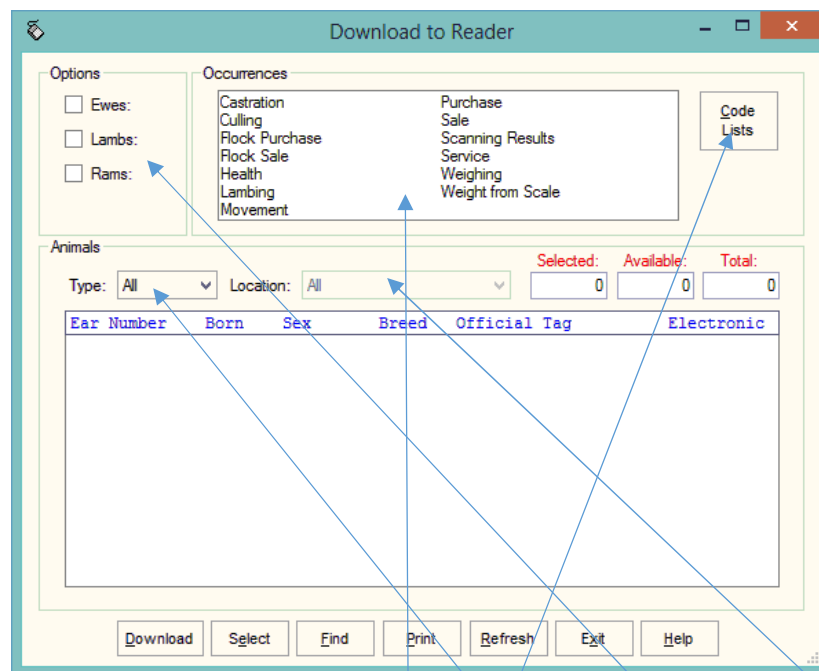 Download to Reader
Options
Occurrences
Ewes:
Lambs:
Rams:
Castration
Culling
Flock Purchase
Flock Sale
Health
Lambing
Movement
Purchase
Sale
Scanning Results
Service
Weighing
Weight from Scale
Code
Lists
Animals
Selected: Available: Total:
Type: All Location: All 0 0 0
Ear Number Born Sex Breed Official Tag Electronic
Download Select Find Print Refresh Exit Help